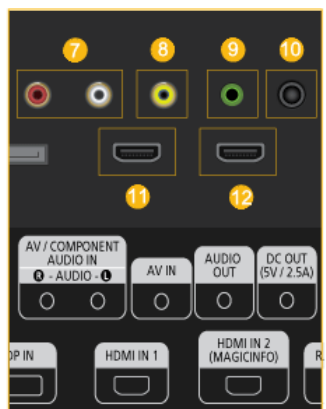 7 8 9 10
11 12
AV / COMPONENT
AUDIO IN
R - AUDIO - L
AV IN
AUDIO
OUT
DC OUT
(5V / 2.5A)
DP IN
HDMI IN 1
HDMI IN 2
(MAGICINFO)
R